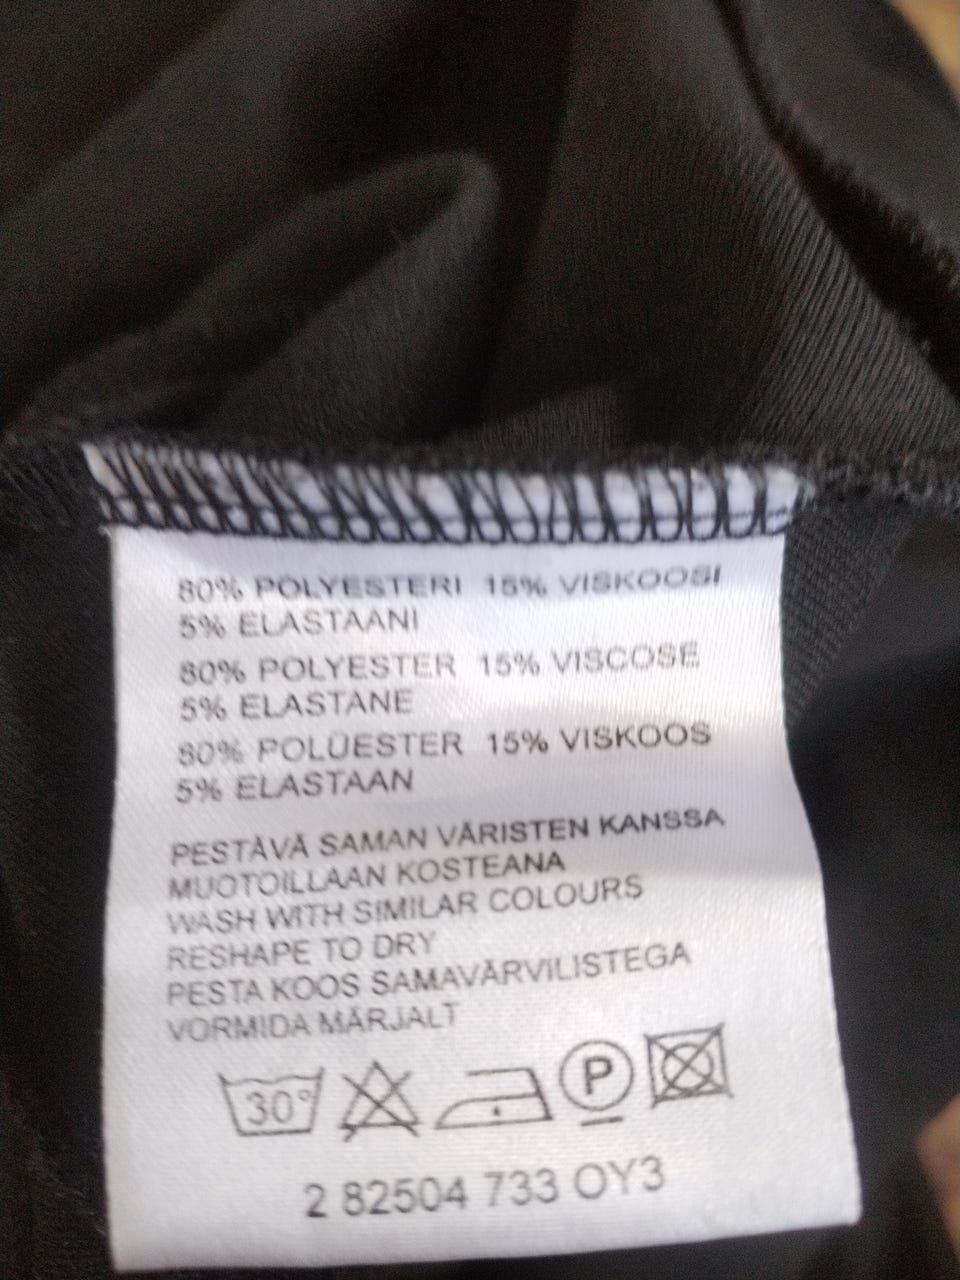 80% POLYESTERI 15% VISKOOSI
5% ELASTAANI
80% POLYESTER 15% VISCOSE
5% ELASTANE
80% POLÜESTER 15% VISKOOS
5% ELASTAAN
PESTÄVÄ SAMAN VÄRISTEN KANSSA
MUOTOILLAAN KOSTEANA
WASH WITH SIMILAR COLOURS
RESHAPE TO DRY
PESTA KOOS SAMAVÄRVILISTEGA
VORMIDA MÄRJALT
30° P
2 82504 733 OY3